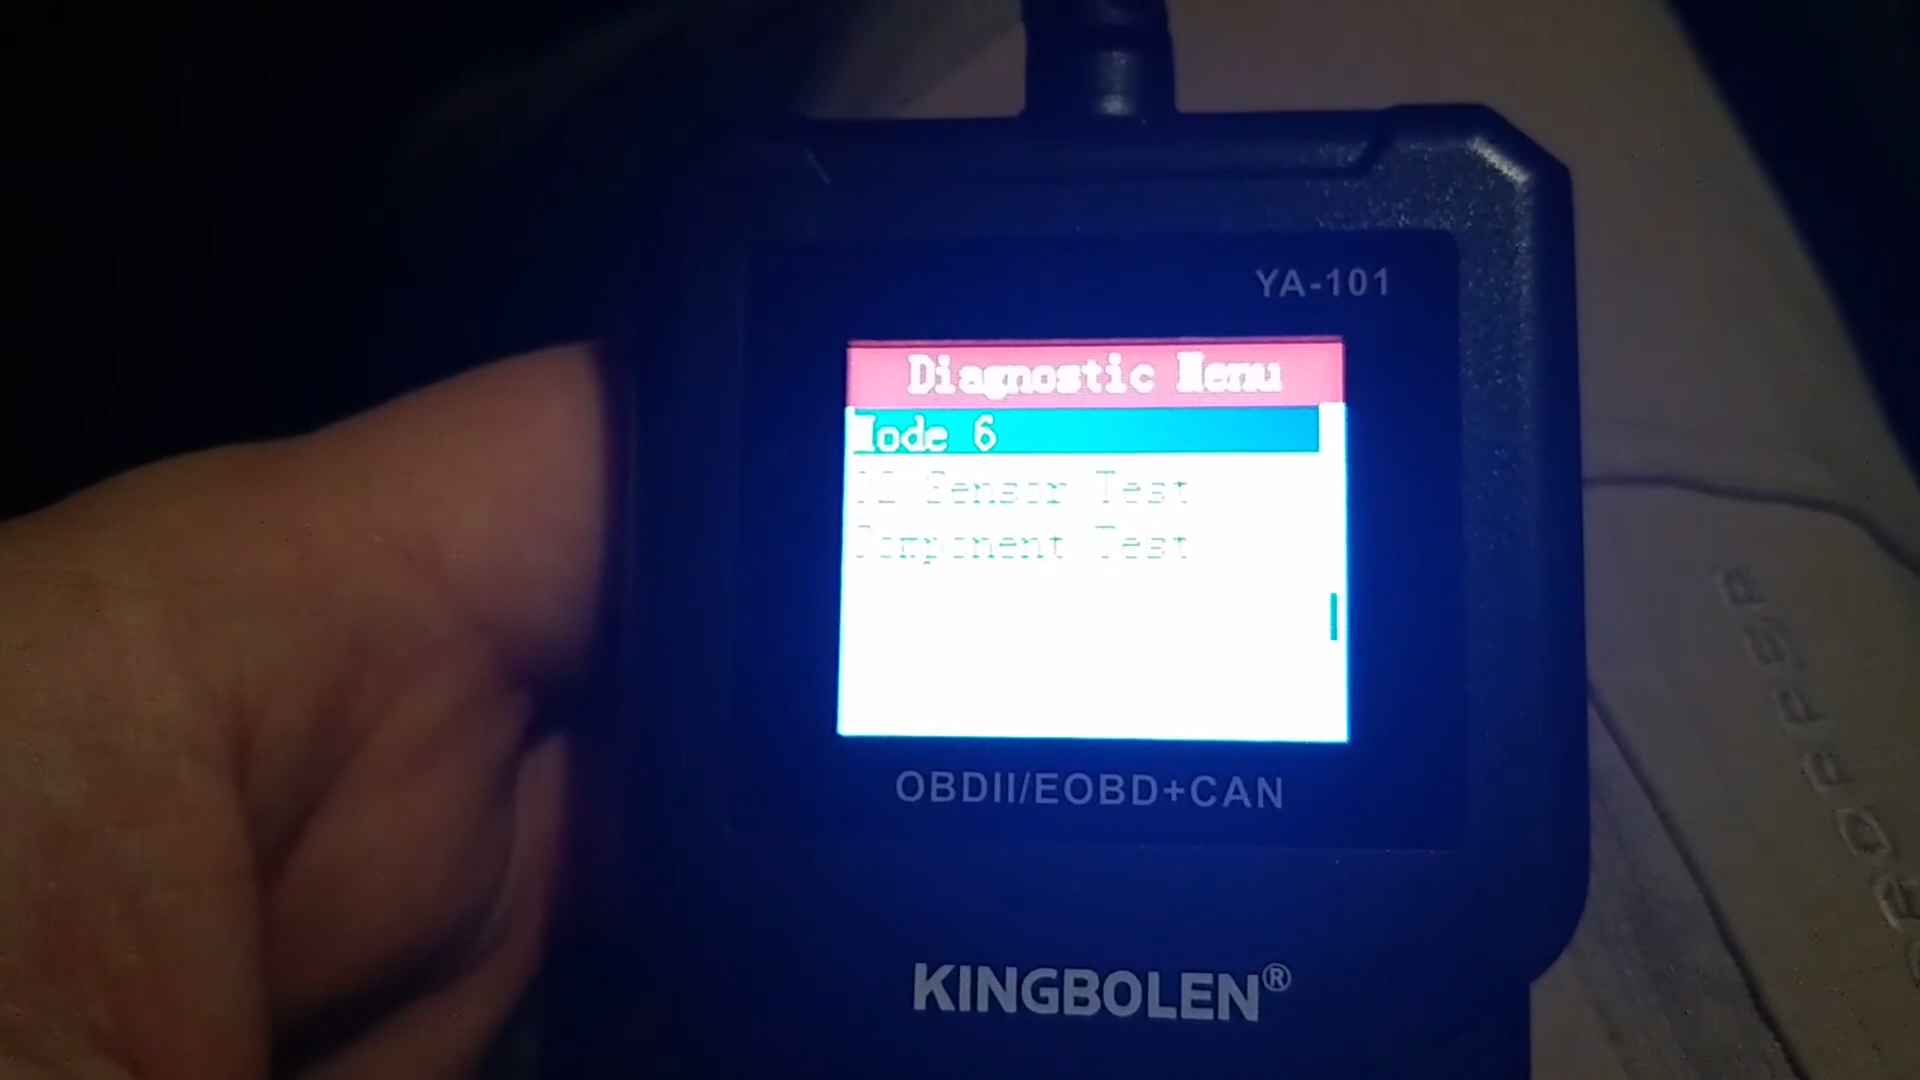 YA-101
Diagnostic Menu
Mode 6
O2 Sensor Test
Component Test
OBDII/EOBD+CAN
KINGBOLEN®